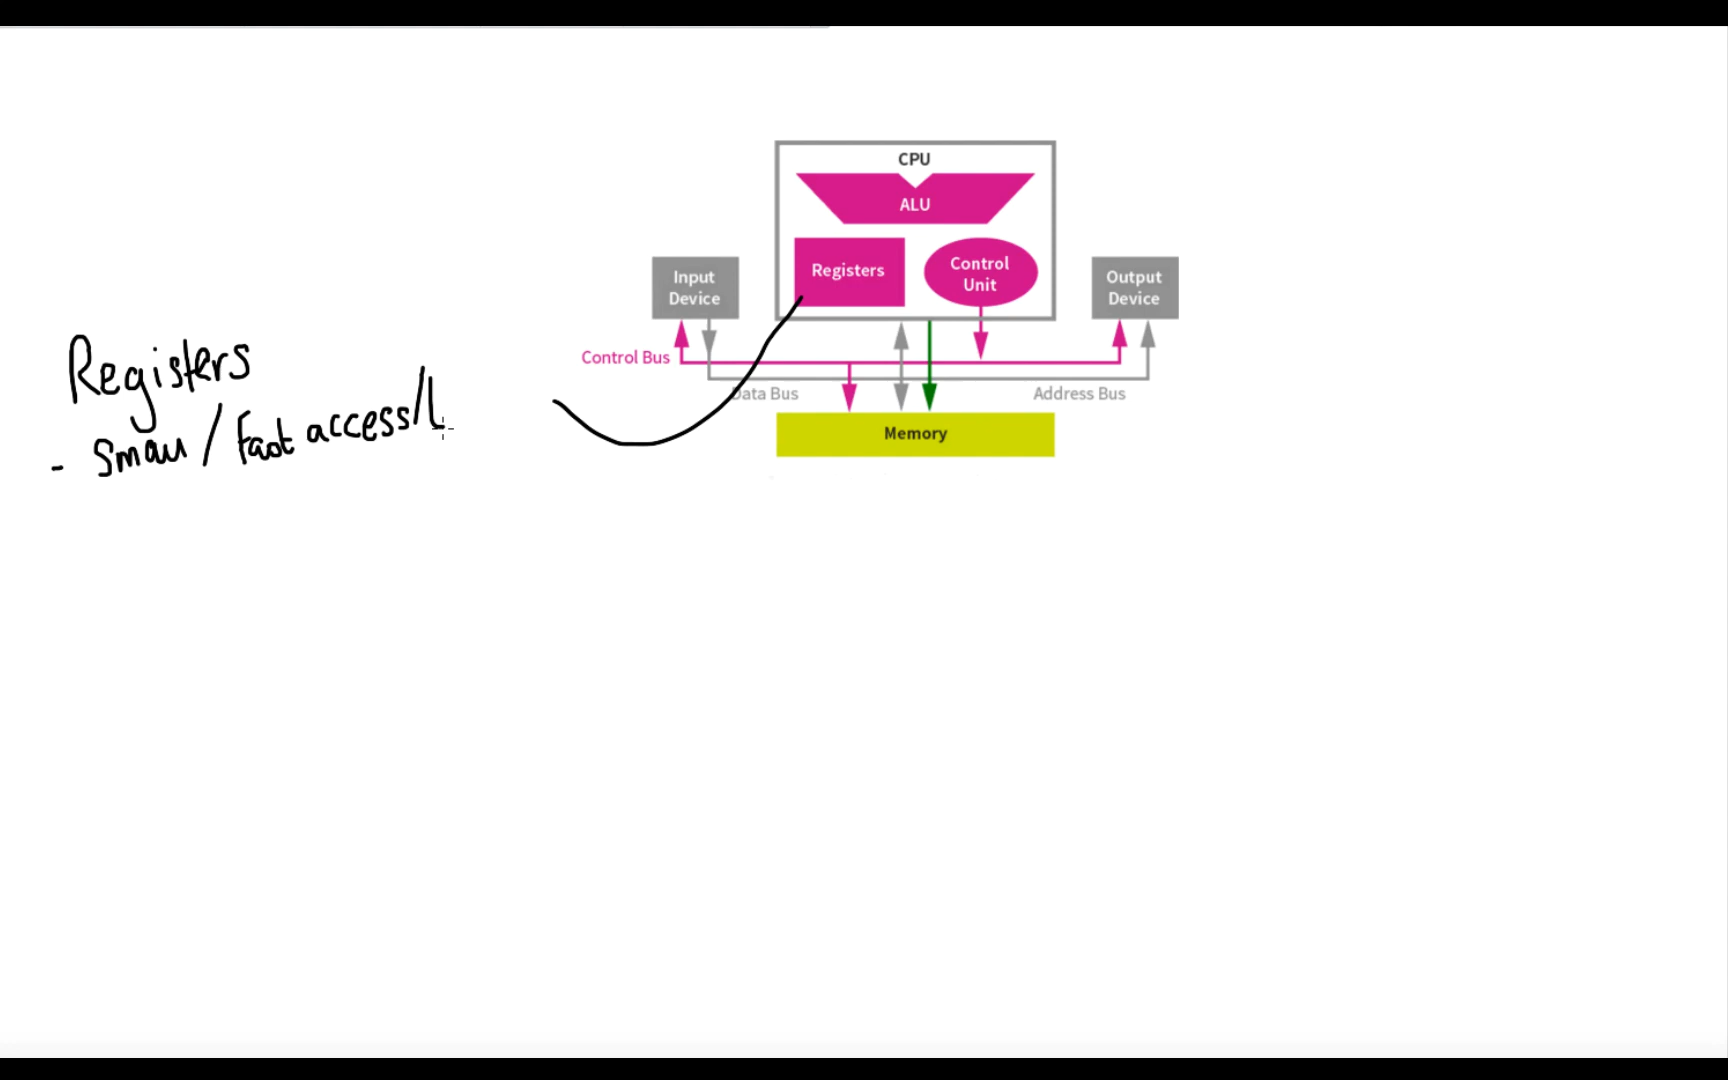 CPU
ALU
Registers
Control
Unit
Input
Device
Output
Device
Control Bus
Data Bus
Address Bus
Memory
Registers
- Small / Fast access/L